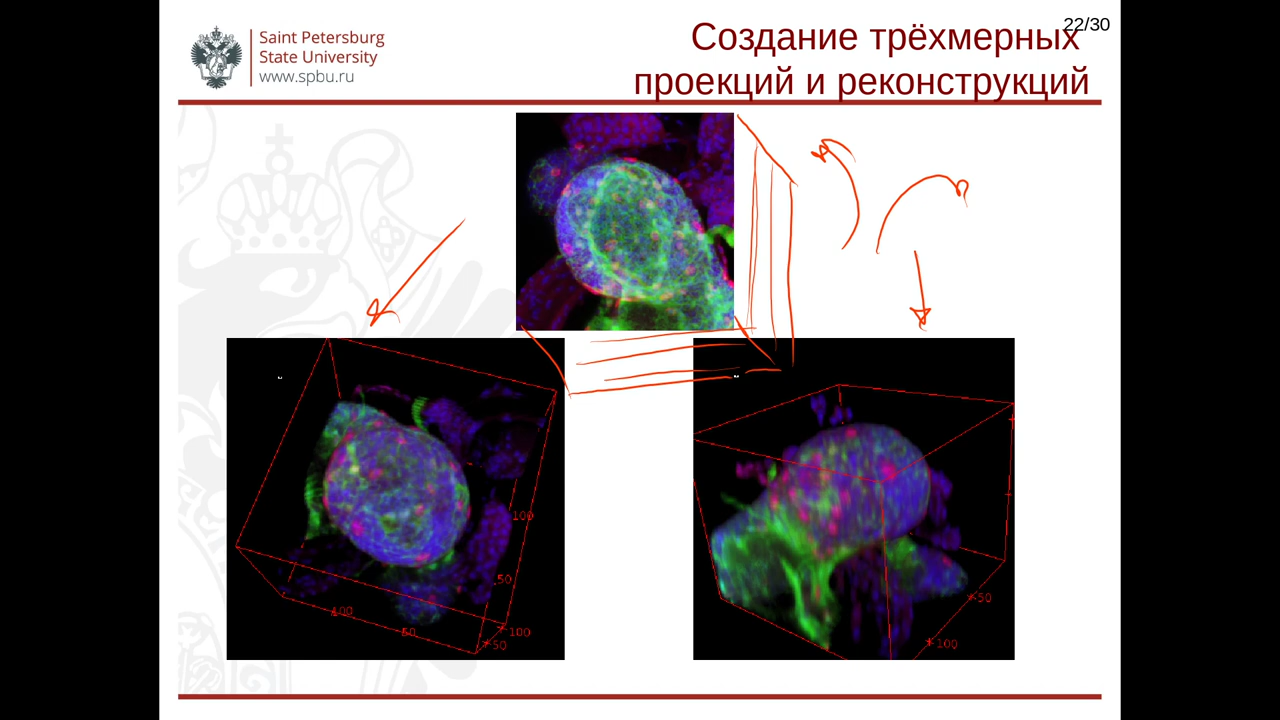 Saint Petersburg
State University
www.spbu.ru
22/30
Создание трёхмерных
проекций и реконструкций
100
50
100
50
100
50
50
100